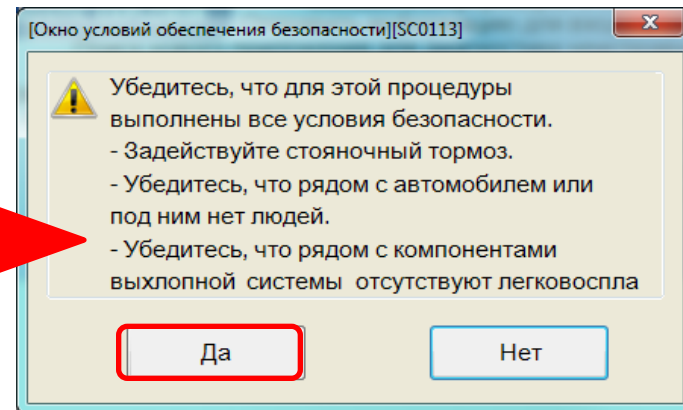 [Окно условий обеспечения безопасности][SC0113]
Убедитесь, что для этой процедуры
выполнены все условия безопасности.
- Задействуйте стояночный тормоз.
- Убедитесь, что рядом с автомобилем или
под ним нет людей.
- Убедитесь, что рядом с компонентами
выхлопной системы отсутствуют легковоспла
Да
Нет